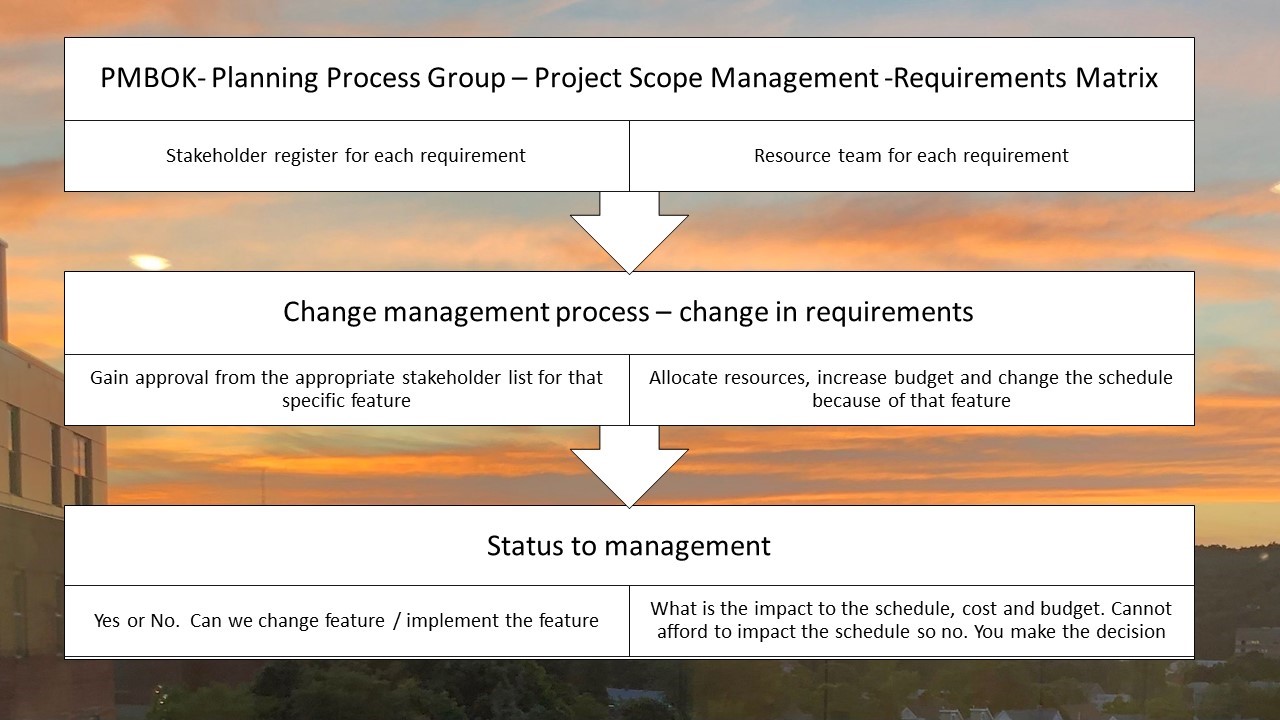 PMBOK- Planning Process Group – Project Scope Management -Requirements Matrix
Stakeholder register for each requirement
Resource team for each requirement
Change management process – change in requirements
Gain approval from the appropriate stakeholder list for that
specific feature
Allocate resources, increase budget and change the schedule
because of that feature
Status to management
Yes or No.  Can we change feature / implement the feature
What is the impact to the schedule, cost and budget. Cannot
afford to impact the schedule so no. You make the decision